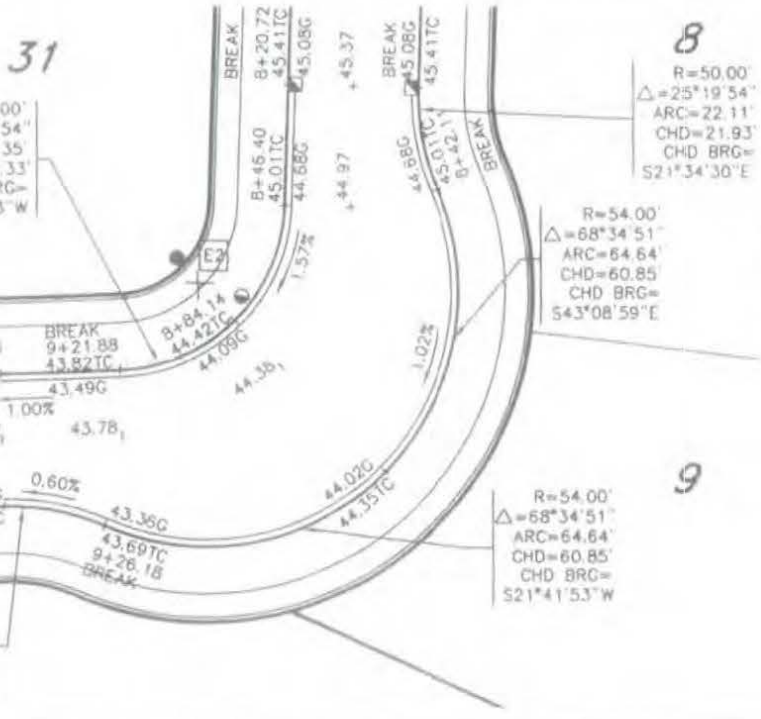 31
8
BREAK
8+20.72
45.41TC
45.08G
+45.37
BREAK
45.08G
45.41TC
R=50.00'
△=25°19'54"
ARC=22.11'
CHD=21.93'
CHD BRG=
S21°34'30"E
00'
54"
35'
33'
RG=
"W
8+46.40
45.01TC
44.68G
+44.97
44.68G
45.01TC
8+42.11
BREAK
R=54.00'
△=68°34'51"
ARC=64.64'
CHD=60.85'
CHD BRG=
S43°08'59"E
E2
1.57%
8+84.14
44.42TC
44.09G
BREAK
9+21.88
43.82TC
43.49G
1.00%
43.78
44.38
1.02%
0.60%
43.36G
43.69TC
9+26.18
BREAK
44.02G
44.35TC
9
R=54.00'
△=68°34'51"
ARC=64.64'
CHD=60.85'
CHD BRG=
S21°41'53"W